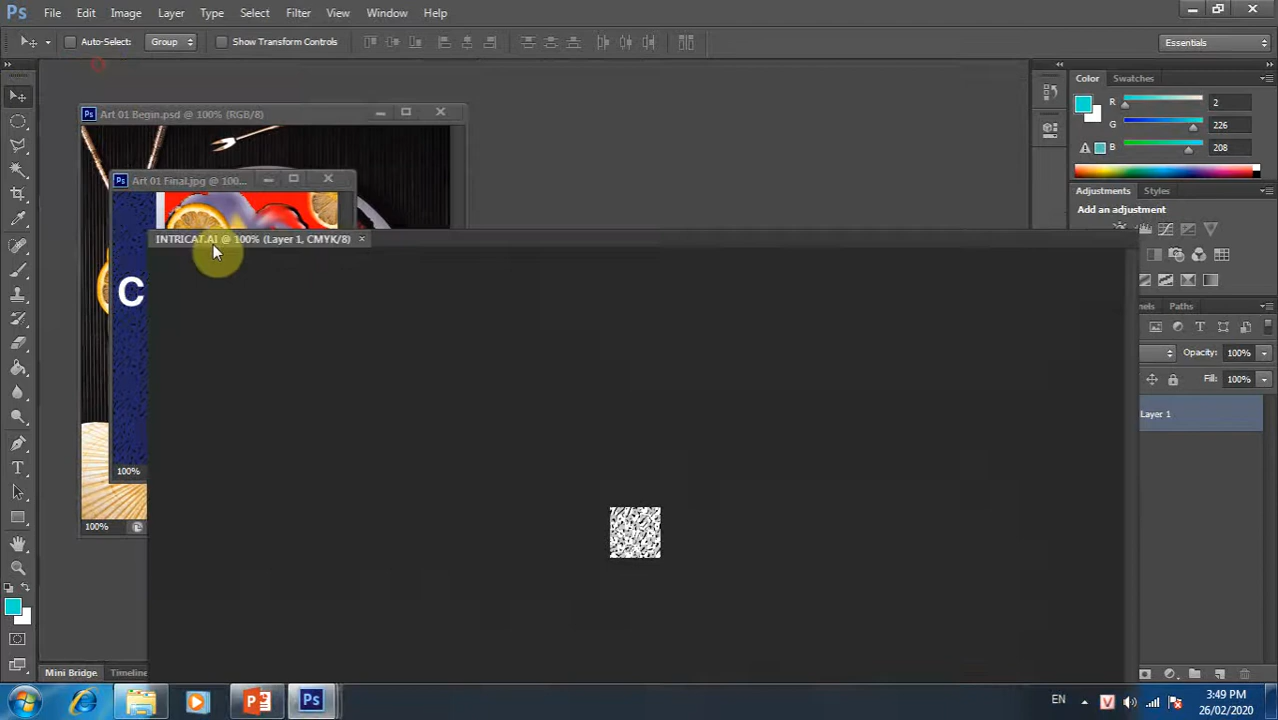 Ps File Edit Image Layer Type Select Filter View Window Help
Auto-Select: Group Show Transform Controls Essentials
Color Swatches
Ps Art 01 Begin.psd @ 100% (RGB/8)
R 2
G 226
B 208
Ps Art 01 Final.jpg @ 100...
Adjustments Styles
Add an adjustment
INTRICAT.AI @ 100% (Layer 1, CMYK/8)
C
nels Paths
Opacity: 100%
Fill: 100%
Layer 1
100%
100%
Mini Bridge Timeline
EN 3:49 PM
26/02/2020